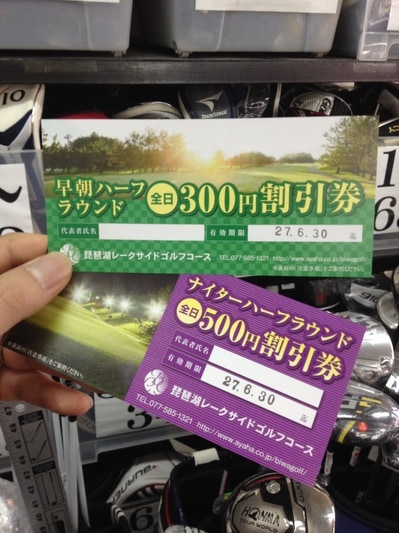 早朝ハーフ
ラウンド
全日
300円割引券
代表者氏名
有効期限
27.6.30
迄
琵琶湖レークサイドゴルフコース
TEL.077-585-1321 http://www.ayaha.co.jp/biwagolf/
ナイターハーフラウンド
全日
500円割引券
代表者氏名
有効期限
27.6.30
迄
琵琶湖レークサイドゴルフコース
TEL.077-585-1321 http://www.ayaha.co.jp/biwagolf/
HONMA
TOUR WORLD
10